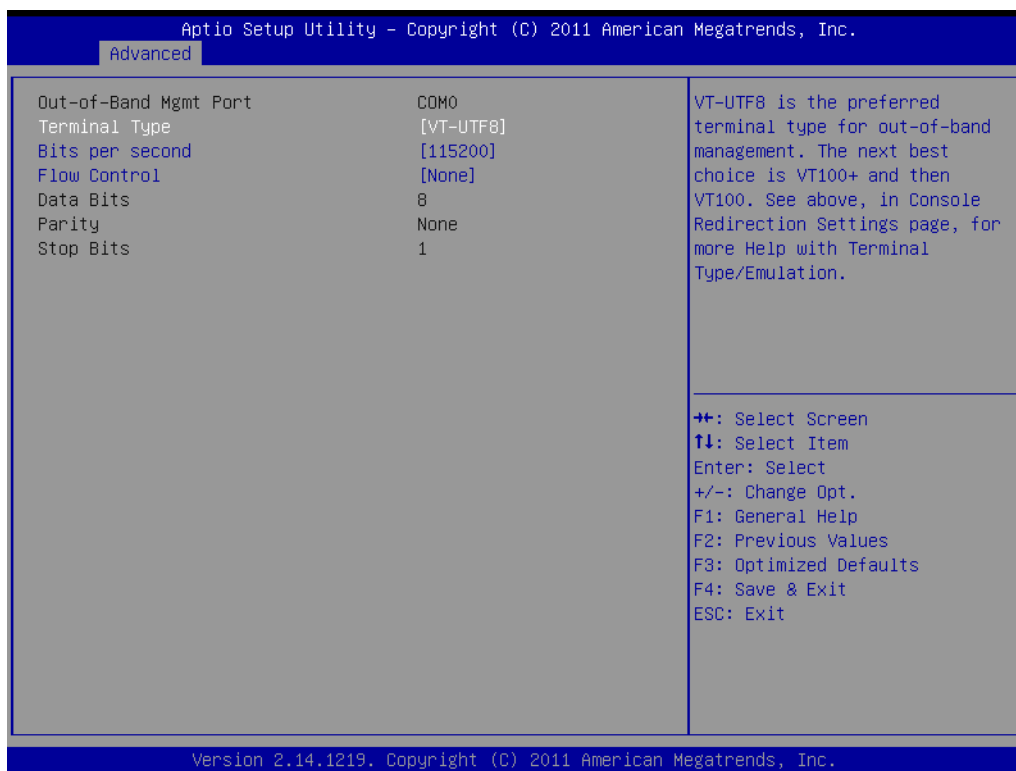 Aptio Setup Utility – Copyright (C) 2011 American Megatrends, Inc.
Advanced
Out-of-Band Mgmt Port COM0
Terminal Type [VT-UTF8]
Bits per second [115200]
Flow Control [None]
Data Bits 8
Parity None
Stop Bits 1
VT-UTF8 is the preferred
terminal type for out-of-band
management. The next best
choice is VT100+ and then
VT100. See above, in Console
Redirection Settings page, for
more Help with Terminal
Type/Emulation.
→←: Select Screen
↑↓: Select Item
Enter: Select
+/-: Change Opt.
F1: General Help
F2: Previous Values
F3: Optimized Defaults
F4: Save & Exit
ESC: Exit
Version 2.14.1219. Copyright (C) 2011 American Megatrends, Inc.